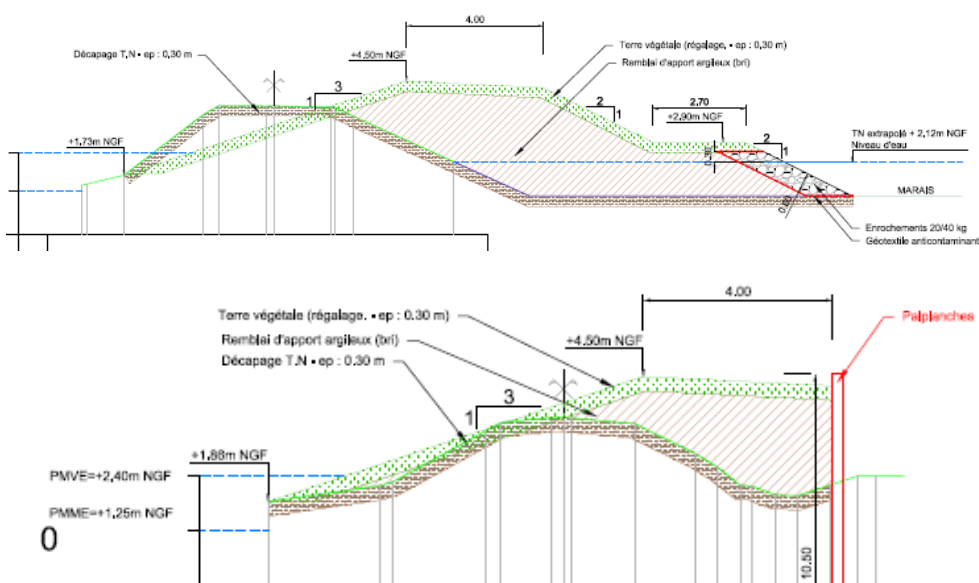 4.00
Décapage T.N - ep : 0,30 m
+4,50m NGF
Terre végétale (régalage. - ep : 0,30 m)
Remblai d'apport argileux (bri)
3
1
2
1
2.70
+2,90m NGF
2
1
+1,73m NGF
TN extrapolé + 2,12m NGF
Niveau d'eau
MARAIS
Enrochements 20/40 kg
Géotextile anticontaminant
4.00
Terre végétale (régalage. - ep : 0.30 m)
Palplanches
Remblai d'apport argileux (bri)
+4.50m NGF
Décapage T.N - ep : 0.30 m
3
1
+1,86m NGF
PMVE=+2,40m NGF
PMME=+1,25m NGF
0
10.50